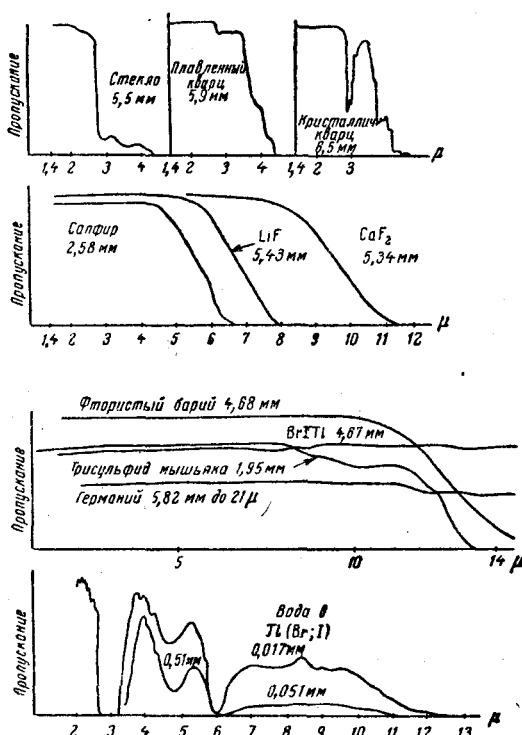 Пропускание
Стекло
5,5 мм
Плавленный
кварц
5,9 мм
Кристаллич
кварц
6,5 мм
μ
1,4 2 3 4 1,4 2 3 4 1,4 2 3
Пропускание
Сапфир
2,58 мм
LiF
5,43 мм
CaF₂
5,34 мм
μ
1,4 2 3 4 5 6 7 8 9 10 11 12
Пропускание
Фтористый барий 4,68 мм
BrITl 4,67 мм
Трисульфид мышьяка 1,95 мм
Германий 5,82 мм до 21 μ
5 10 14 μ
Пропускание
Вода в
Tl (Br; I)
0,51 мм
0,017 мм
0,051 мм
2 3 4 5 6 7 8 9 10 11 12 13 μ